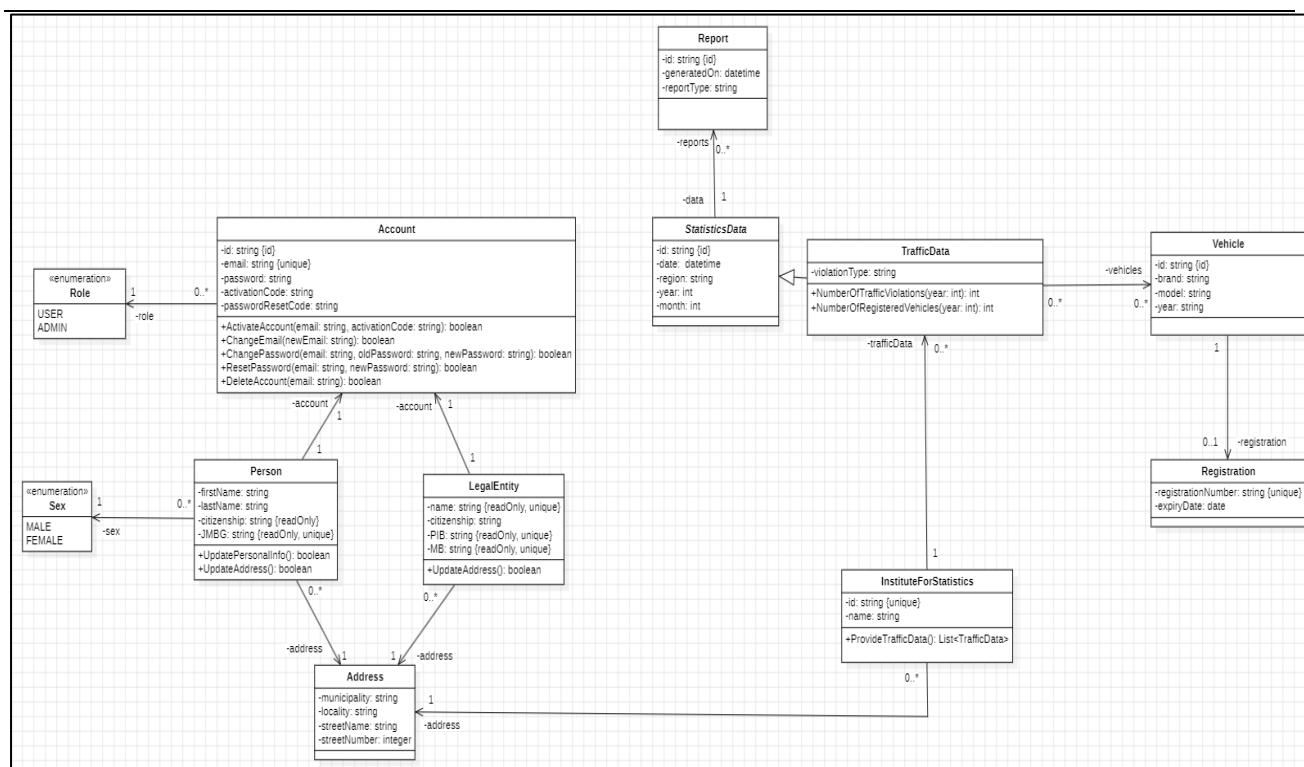 Report
-id: string {id}
-generatedOn: datetime
-reportType: string
-reports
0..*
-data
1
StatisticsData
-id: string {id}
-date: datetime
-region: string
-year: int
-month: int
TrafficData
-violationType: string
+NumberOfTrafficViolations(year: int): int
+NumberOfRegisteredVehicles(year: int): int
-vehicles
0..*
0..*
Vehicle
-id: string {id}
-brand: string
-model: string
-year: string
1
0..1
-registration
Registration
-registrationNumber: string {unique}
-expiryDate: date
Account
-id: string {id}
-email: string {unique}
-password: string
-activationCode: string
-passwordResetCode: string
+ActivateAccount(email: string, activationCode: string): boolean
+ChangeEmail(newEmail: string): boolean
+ChangePassword(email: string, oldPassword: string, newPassword: string): boolean
+ResetPassword(email: string, newPassword: string): boolean
+DeleteAccount(email: string): boolean
«enumeration»
Role
USER
ADMIN
1
0..*
-role
-account
1
1
-account
1
1
Person
-firstName: string
-lastName: string
-citizenship: string {readOnly}
-JMBG: string {readOnly, unique}
+UpdatePersonalInfo(): boolean
+UpdateAddress(): boolean
«enumeration»
Sex
MALE
FEMALE
1
0..*
-sex
LegalEntity
-name: string {readOnly, unique}
-citizenship: string
-PIB: string {readOnly, unique}
-MB: string {readOnly, unique}
+UpdateAddress(): boolean
0..*
0..*
-address
1
1
-address
Address
-municipality: string
-locality: string
-streetName: string
-streetNumber: integer
-trafficData
0..*
1
InstituteForStatistics
-id: string {unique}
-name: string
+ProvideTrafficData(): List<TrafficData>
0..*
1
-address